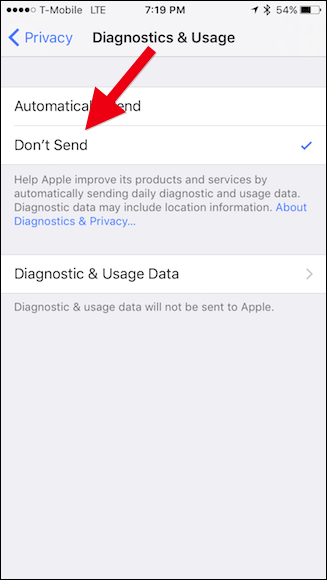 T-Mobile LTE 7:19 PM 54%
Privacy Diagnostics & Usage
Automatical end
Don't Send
Help Apple improve its products and services by
automatically sending daily diagnostic and usage data.
Diagnostic data may include location information. About
Diagnostics & Privacy...
Diagnostic & Usage Data
Diagnostic & usage data will not be sent to Apple.